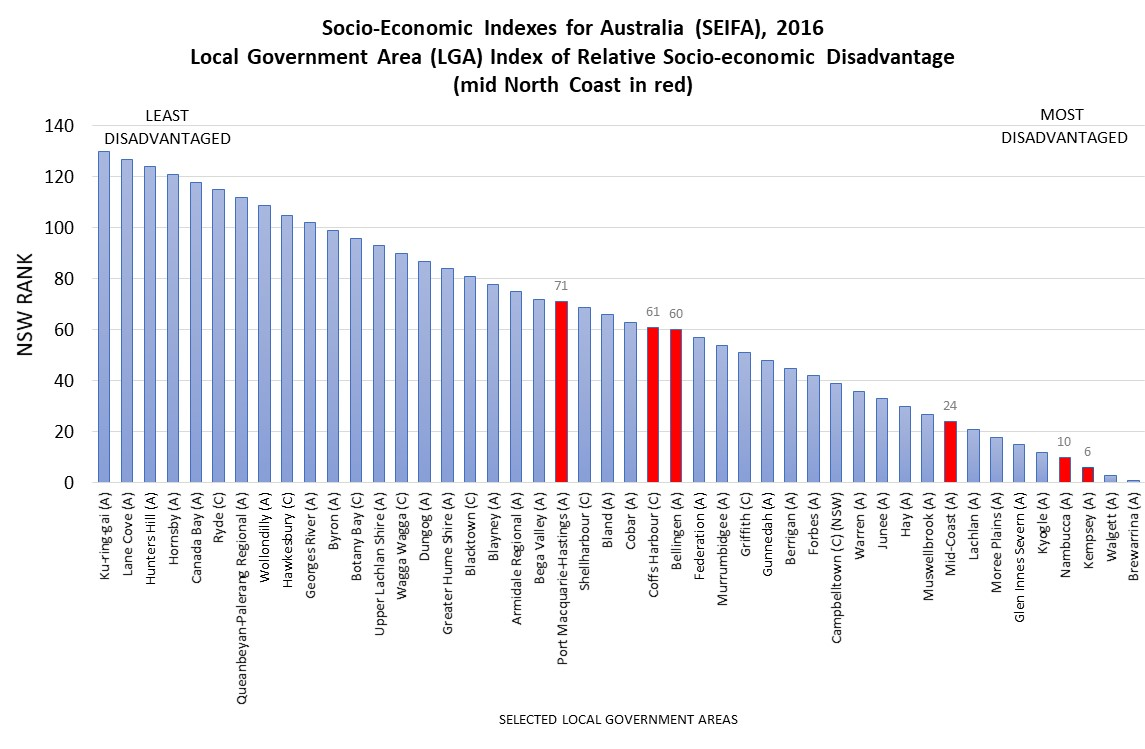 Socio-Economic Indexes for Australia (SEIFA), 2016
Local Government Area (LGA) Index of Relative Socio-economic Disadvantage
(mid North Coast in red)
LEAST
DISADVANTAGED
MOST
DISADVANTAGED
NSW RANK
140
120
100
80
60
40
20
0
71
61
60
24
10
6
Ku-ring-gai (A)
Lane Cove (A)
Hunters Hill (A)
Hornsby (A)
Canada Bay (A)
Ryde (C)
Queanbeyan-Palerang Regional (A)
Wollondilly (A)
Hawkesbury (C)
Georges River (A)
Byron (A)
Botany Bay (C)
Upper Lachlan Shire (A)
Wagga Wagga (C)
Dungog (A)
Greater Hume Shire (A)
Blacktown (C)
Blayney (A)
Armidale Regional (A)
Bega Valley (A)
Port Macquarie-Hastings (A)
Shellharbour (C)
Bland (A)
Cobar (A)
Coffs Harbour (C)
Bellingen (A)
Federation (A)
Murrumbidgee (A)
Griffith (C)
Gunnedah (A)
Berrigan (A)
Forbes (A)
Campbelltown (C) (NSW)
Warren (A)
Junee (A)
Hay (A)
Muswellbrook (A)
Mid-Coast (A)
Lachlan (A)
Moree Plains (A)
Glen Innes Severn (A)
Kyogle (A)
Nambucca (A)
Kempsey (A)
Walgett (A)
Brewarrina (A)
SELECTED LOCAL GOVERNMENT AREAS